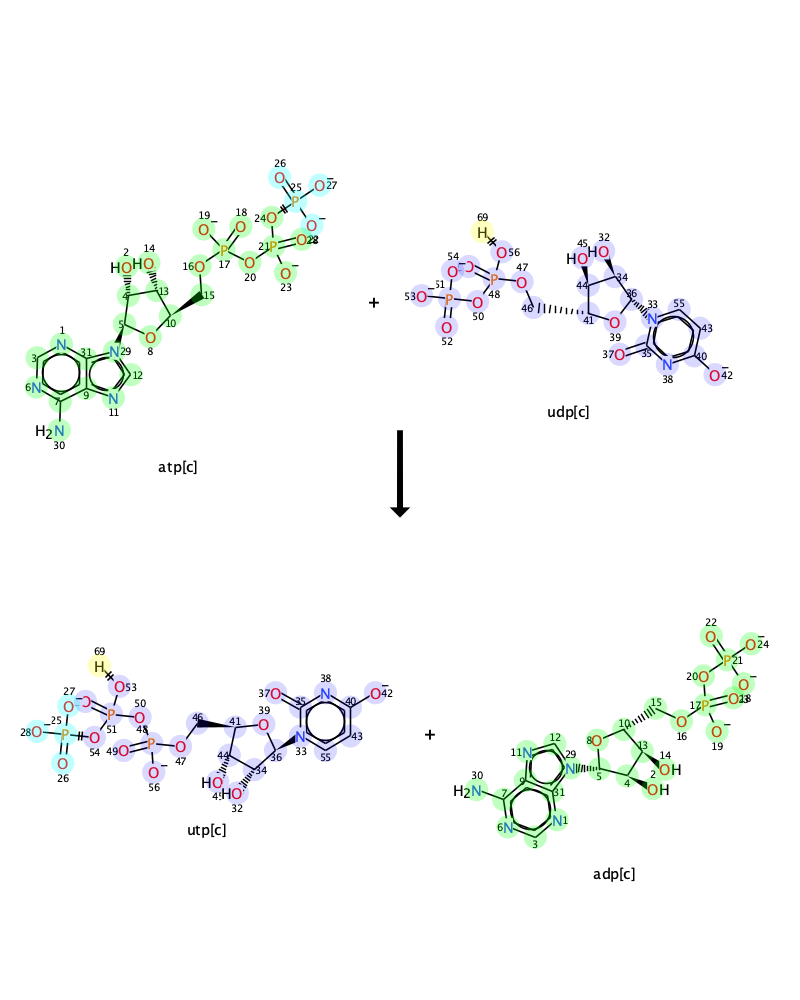 26
25
O
P
O−
27
19
O−
18
O
24
O
O−
2
HO
14
HO
16
O
P
17
O
20
21
P
O
22
28
O−
23
4
13
15
5
O
8
10
1
N
31
N
29
3
6
N
7
9
N
11
12
H2N
30
atp[c]
+
69
H
54
O−
O
O
56
51
53
O−
P
O
52
O
50
P
48
O
47
46
45
HO
HO
32
44
34
36
41
O
39
33
N
55
43
37
O
35
N
38
40
O−
42
udp[c]
69
H
O
53
27
O−
O
25
28
O−
P
O
26
O
54
P
51
O
50
48
P
49
O
O−
56
O
47
46
41
O
39
44
34
36
HO
45
HO
32
37
O
35
38
N
40
O−
42
43
N
33
55
utp[c]
+
22
O
P
21
O−
24
20
O
O−
23
18
O
17
P
O−
19
O
16
15
10
O
8
13
14
OH
2
OH
4
5
12
11
N
29
N
9
31
30
H2N
7
6
N
3
N
1
adp[c]